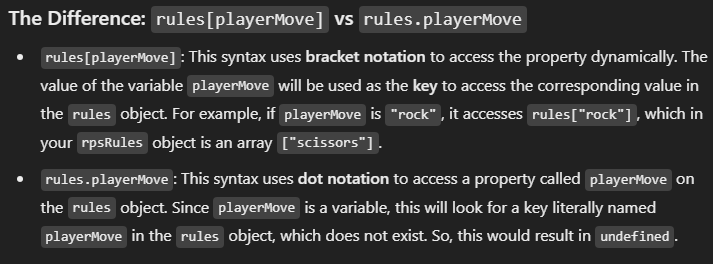 The Difference: rules[playerMove] vs rules.playerMove
• rules[playerMove]: This syntax uses bracket notation to access the property dynamically. The
value of the variable playerMove will be used as the key to access the corresponding value in
the rules object. For example, if playerMove is "rock", it accesses rules["rock"], which in
your rpsRules object is an array ["scissors"].
• rules.playerMove: This syntax uses dot notation to access a property called playerMove on
the rules object. Since playerMove is a variable, this will look for a key literally named
playerMove in the rules object, which does not exist. So, this would result in undefined.